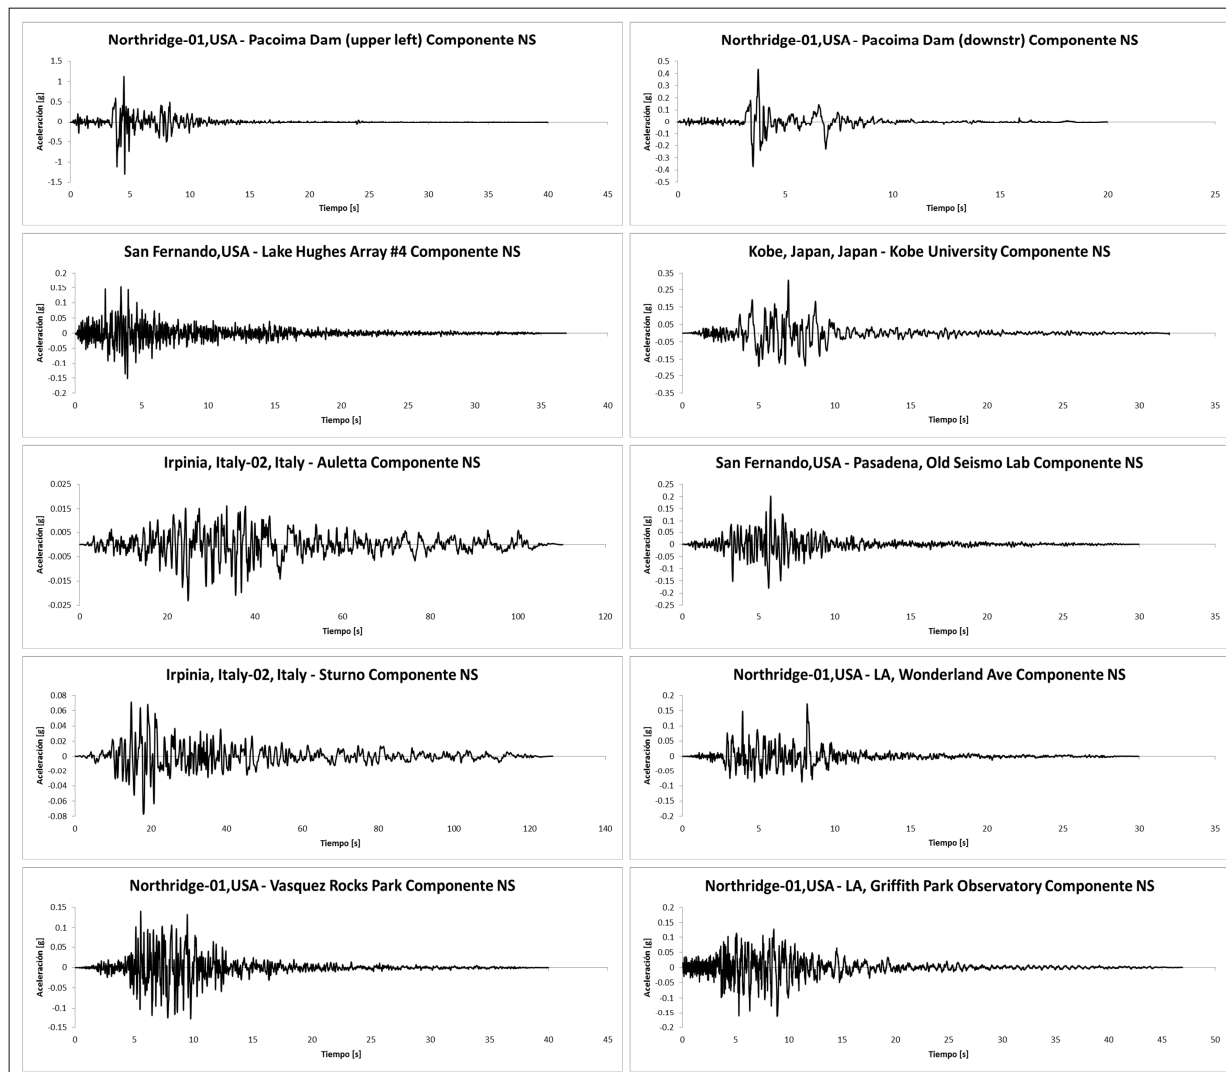 Northridge-01,USA - Pacoima Dam (upper left) Componente NS
Aceleración [g]
1.5
1
0.5
0
-0.5
-1
-1.5
0 5 10 15 20 25 30 35 40 45
Tiempo [s]
Northridge-01,USA - Pacoima Dam (downstr) Componente NS
Aceleración [g]
0.5
0.4
0.3
0.2
0.1
0
-0.1
-0.2
-0.3
-0.4
-0.5
0 5 10 15 20 25
Tiempo [s]
San Fernando,USA - Lake Hughes Array #4 Componente NS
Aceleración [g]
0.2
0.15
0.1
0.05
0
-0.05
-0.1
-0.15
-0.2
0 5 10 15 20 25 30 35 40
Tiempo [s]
Kobe, Japan, Japan - Kobe University Componente NS
Aceleración [g]
0.35
0.25
0.15
0.05
-0.05
-0.15
-0.25
-0.35
0 5 10 15 20 25 30 35
Tiempo [s]
Irpinia, Italy-02, Italy - Auletta Componente NS
Aceleración [g]
0.025
0.015
0.005
-0.005
-0.015
-0.025
0 20 40 60 80 100 120
Tiempo [s]
San Fernando,USA - Pasadena, Old Seismo Lab Componente NS
Aceleración [g]
0.25
0.2
0.15
0.1
0.05
0
-0.05
-0.1
-0.15
-0.2
-0.25
0 5 10 15 20 25 30 35
Tiempo [s]
Irpinia, Italy-02, Italy - Sturno Componente NS
Aceleración [g]
0.08
0.06
0.04
0.02
0
-0.02
-0.04
-0.06
-0.08
0 20 40 60 80 100 120 140
Tiempo [s]
Northridge-01,USA - LA, Wonderland Ave Componente NS
Aceleración [g]
0.2
0.15
0.1
0.05
0
-0.05
-0.1
-0.15
-0.2
0 5 10 15 20 25 30 35
Tiempo [s]
Northridge-01,USA - Vasquez Rocks Park Componente NS
Aceleración [g]
0.15
0.1
0.05
0
-0.05
-0.1
-0.15
0 5 10 15 20 25 30 35 40 45
Tiempo [s]
Northridge-01,USA - LA, Griffith Park Observatory Componente NS
Aceleración [g]
0.2
0.15
0.1
0.05
0
-0.05
-0.1
-0.15
-0.2
0 5 10 15 20 25 30 35 40 45 50
Tiempo [s]